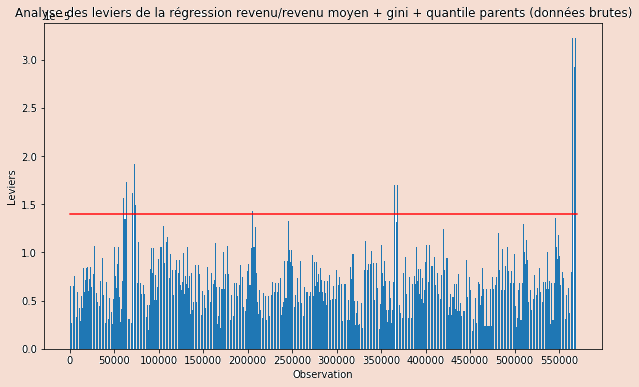 Analyse des leviers de la régression revenu/revenu moyen + gini + quantile parents (données brutes)
1e-5
3.0
2.5
2.0
1.5
1.0
0.5
0.0
Leviers
0 50000 100000 150000 200000 250000 300000 350000 400000 450000 500000 550000
Observation